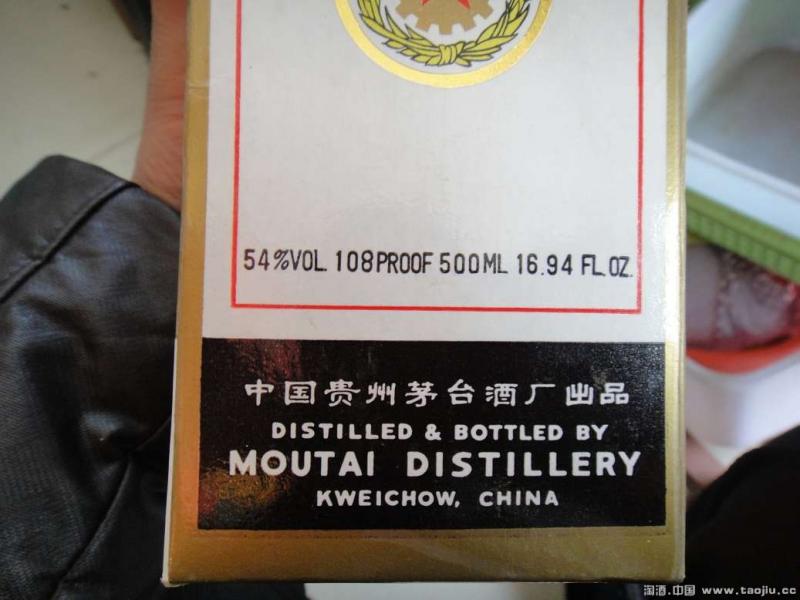 54%VOL. 108PROOF 500ML 16.94 FL.OZ.
中国贵州茅台酒厂出品
DISTILLED & BOTTLED BY
MOUTAI DISTILLERY
KWEICHOW, CHINA
淘酒.中国 www.taojiu.cc